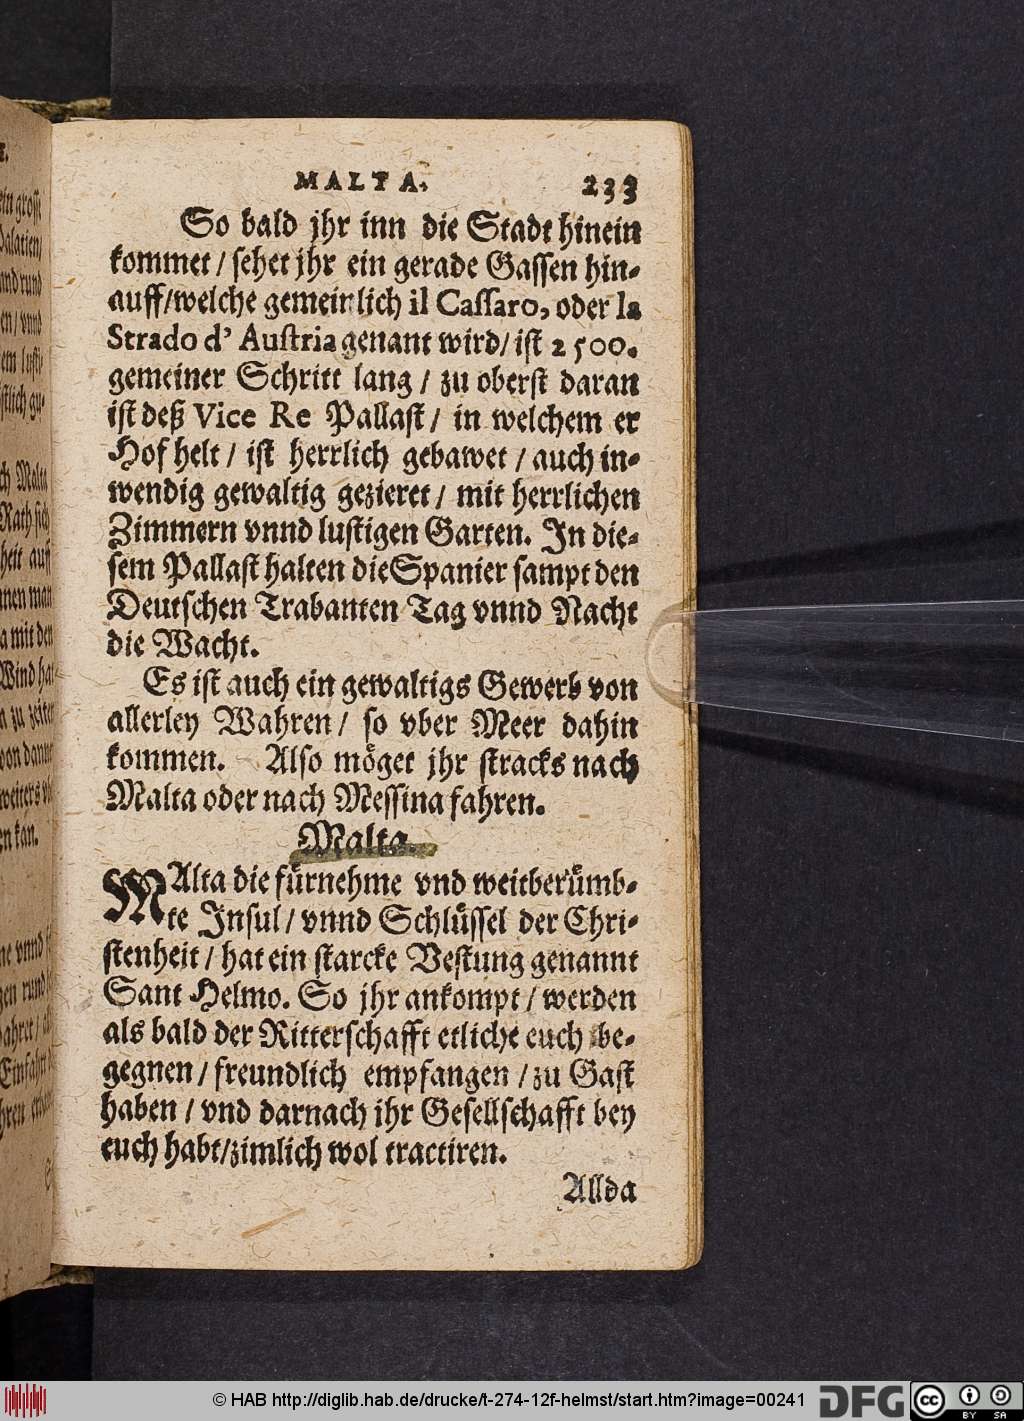 MALTA. 233
So bald jhr inn die Stadt hinein
kommet / sehet jhr ein gerade Gassen hin-
auff/welche gemeinlich il Cassaro, oder la
Strado d' Austria genant wird/ ist 2500.
gemeiner Schritt lang / zu oberst daran
ist deß Vice Re Pallast / in welchem er
Hof helt / ist herrlich gebawet / auch in-
wendig gewaltig gezieret / mit herrlichen
Zimmern vnnd lustigen Garten. In die-
sem Pallast halten die Spanier sampt den
Deutschen Trabanten Tag vnnd Nacht
die Wacht.
Es ist auch ein gewaltigs Gewerb von
allerley Wahren / so vber Meer dahin
kommen. Also möget jhr stracks nach
Malta oder nach Messina fahren.
Malta.
MAlta die fürnehme vnd weitberümb-
te Insul / vnnd Schlüssel der Chri-
stenheit / hat ein starcke Vestung genannt
Sant Helmo. So jhr ankompt / werden
als bald der Ritterschafft etliche euch be-
gegnen / freundlich empfangen / zu Gast
haben / vnd darnach jhr Gesellschafft bey
euch habt/zimlich wol tractiren.
Allda
© HAB http://diglib.hab.de/drucke/t-274-12f-helmst/start.htm?image=00241
DFG
cc BY SA